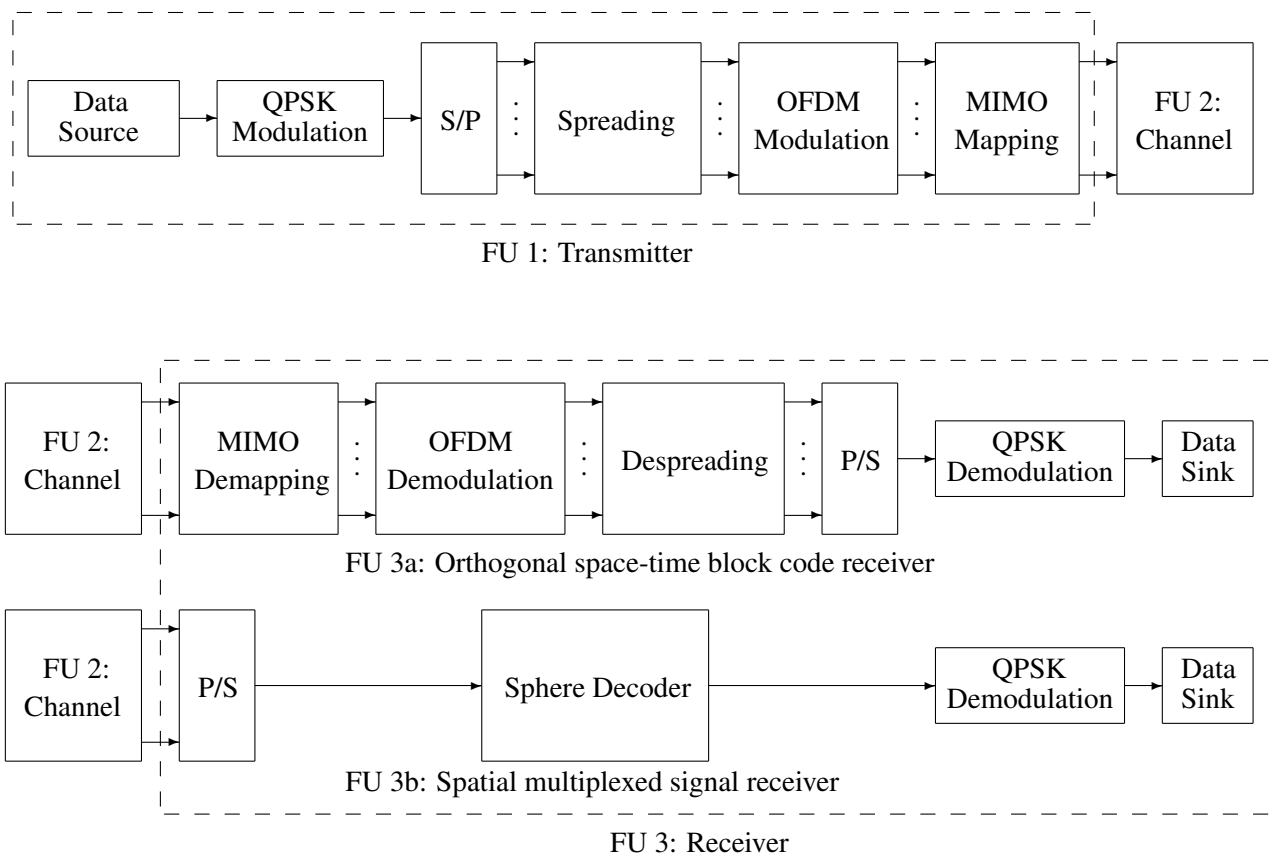 Data
Source
QPSK
Modulation
S/P
Spreading
OFDM
Modulation
MIMO
Mapping
FU 2:
Channel
FU 1: Transmitter
FU 2:
Channel
MIMO
Demapping
OFDM
Demodulation
Despreading
P/S
QPSK
Demodulation
Data
Sink
FU 3a: Orthogonal space-time block code receiver
FU 2:
Channel
P/S
Sphere Decoder
QPSK
Demodulation
Data
Sink
FU 3b: Spatial multiplexed signal receiver
FU 3: Receiver